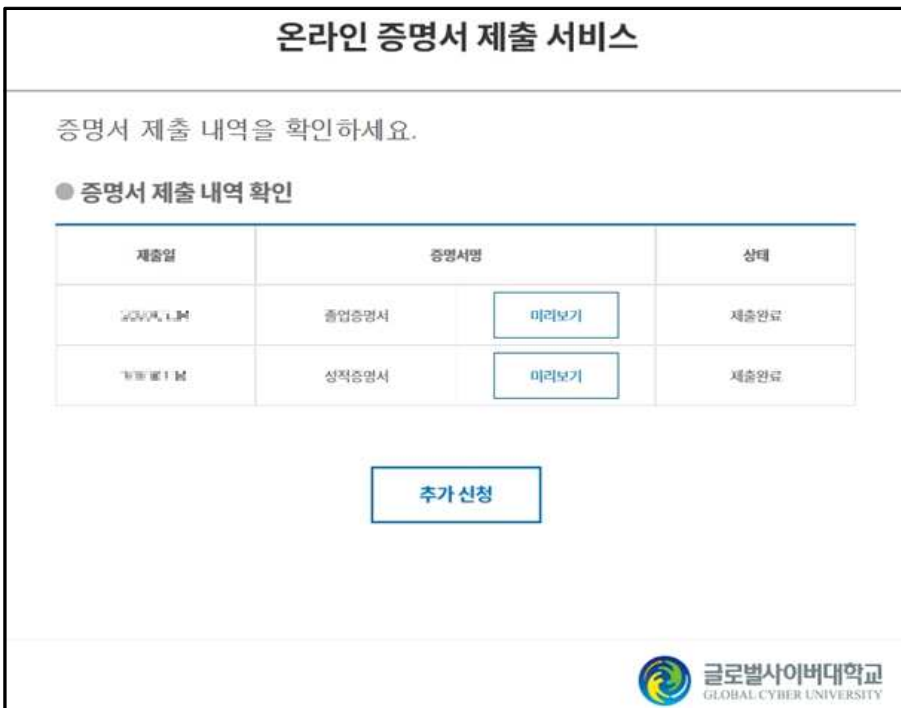 온라인 증명서 제출 서비스
증명서 제출 내역을 확인하세요.
증명서 제출 내역 확인
제출일 증명서명 상태
졸업증명서 미리보기 제출완료
성적증명서 미리보기 제출완료
추가 신청
글로벌사이버대학교
GLOBAL CYBER UNIVERSITY